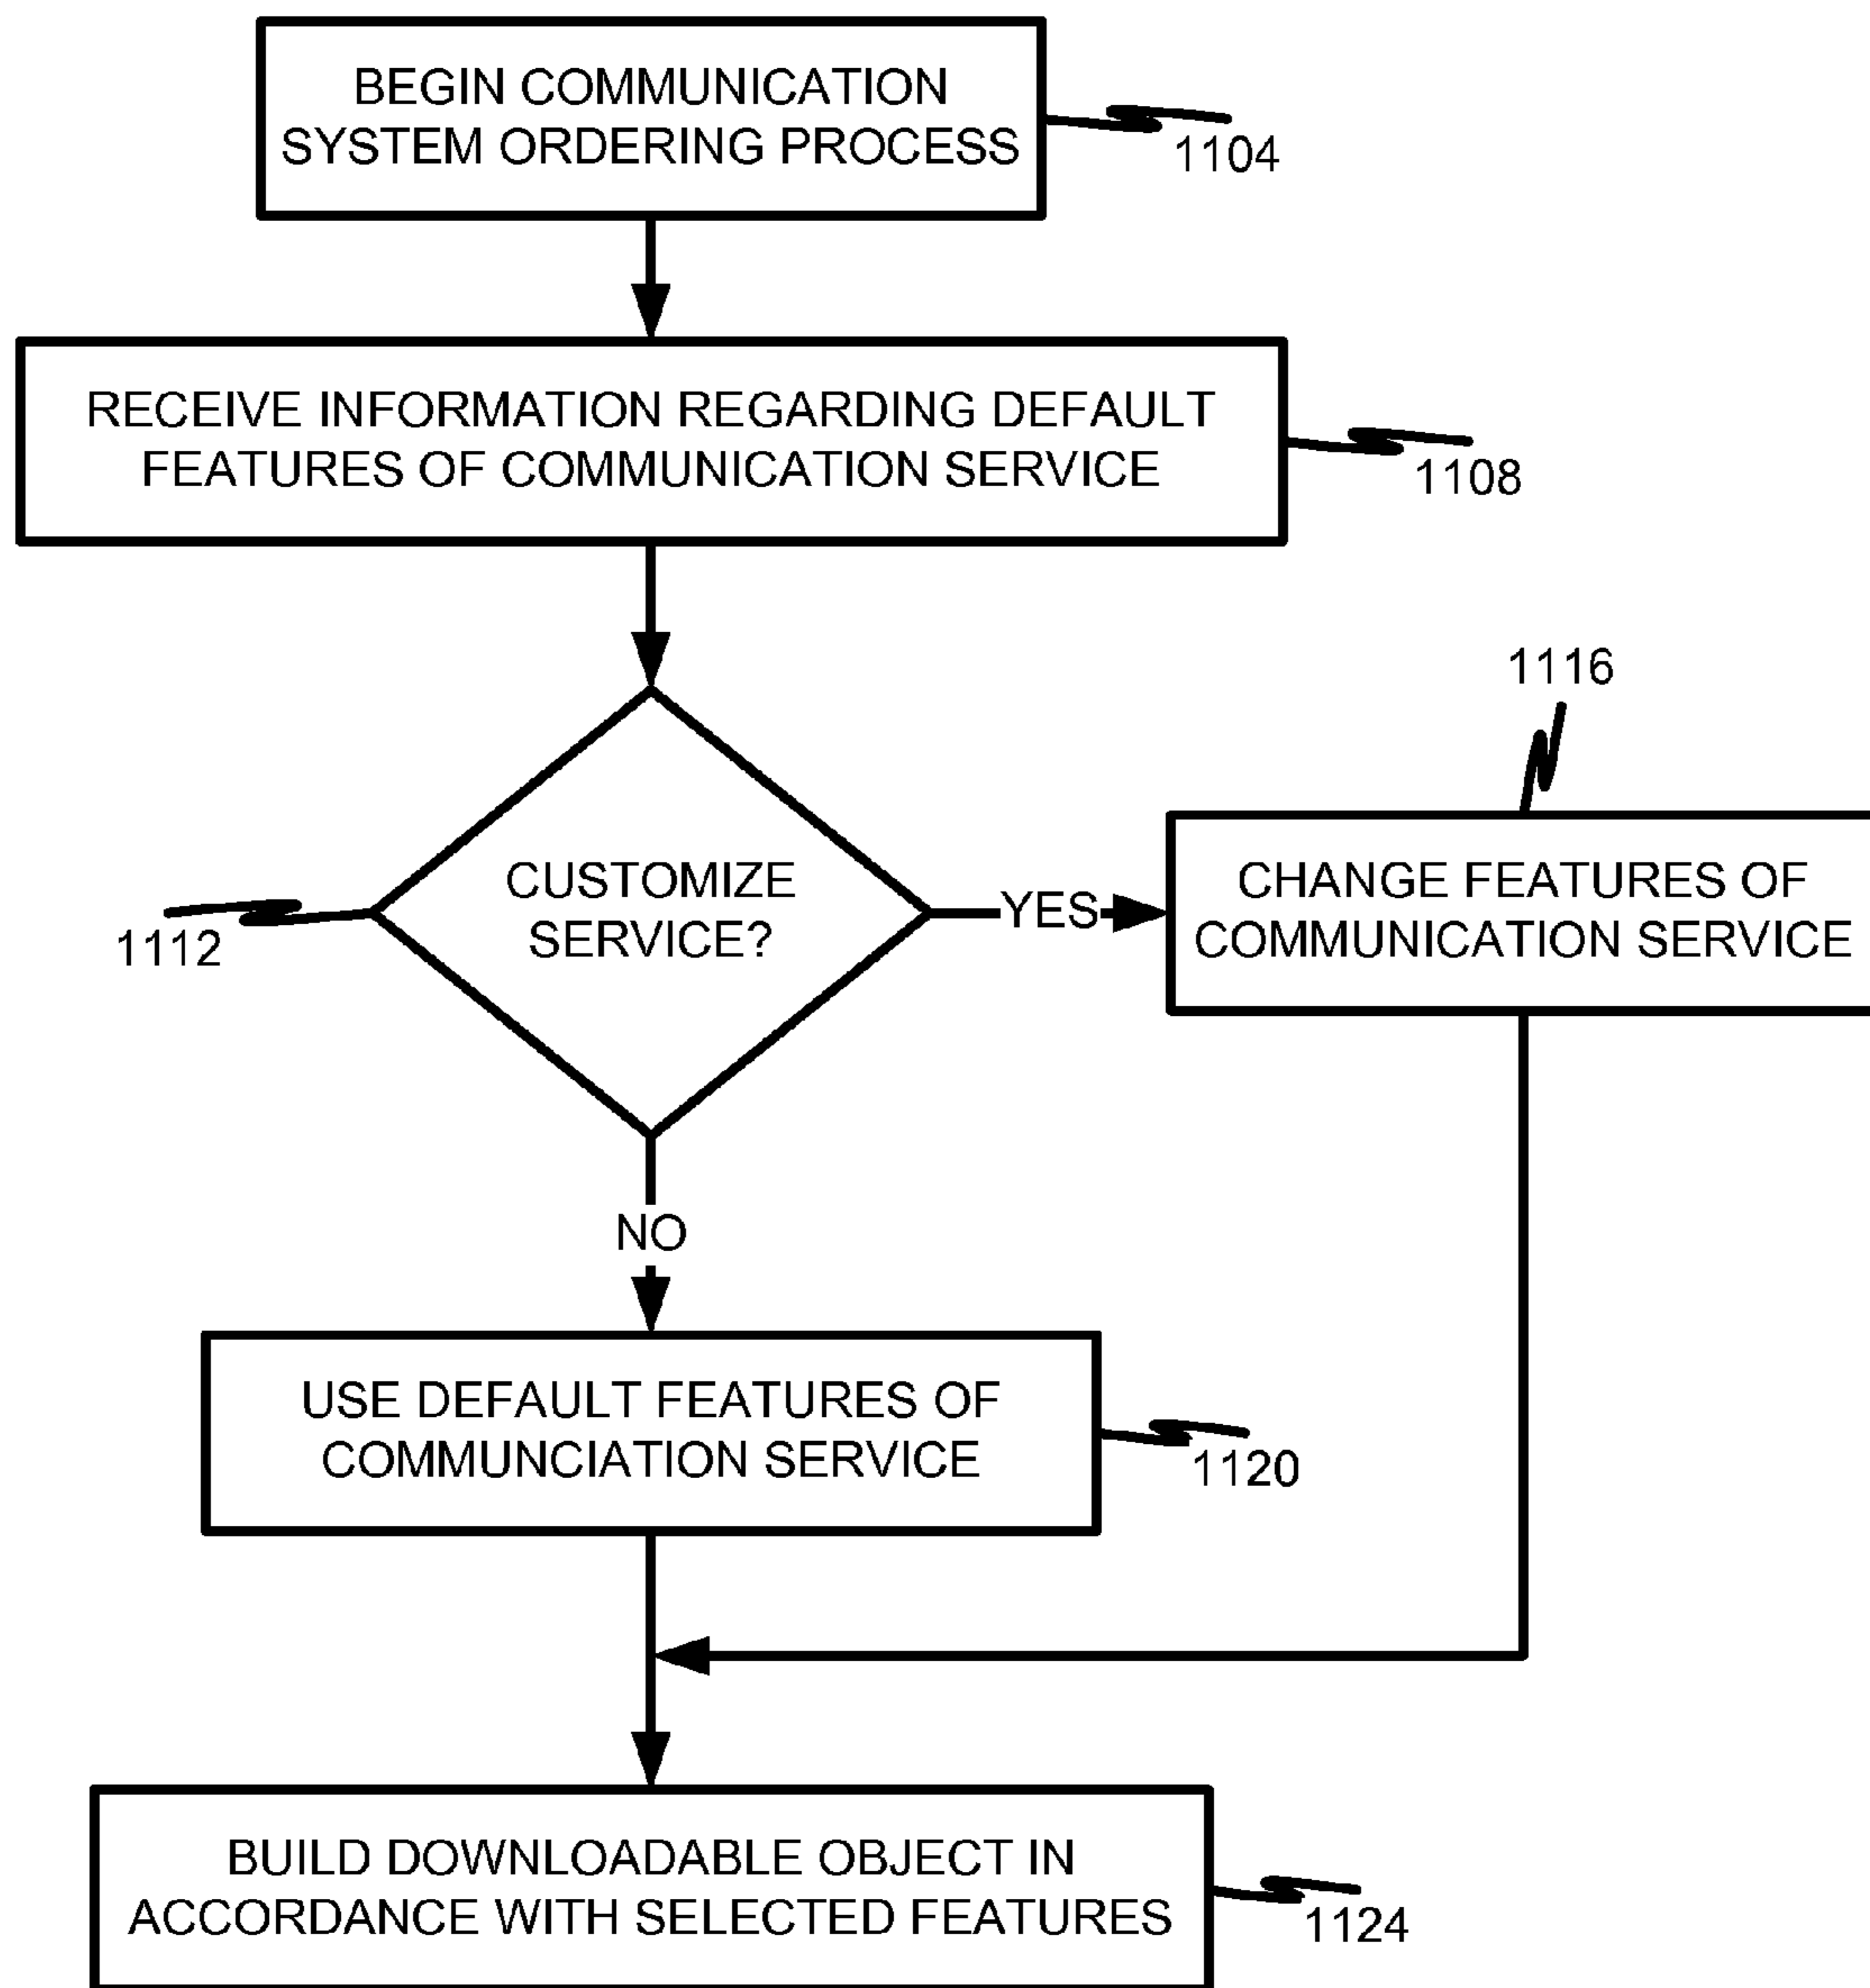 BEGIN COMMUNICATION
SYSTEM ORDERING PROCESS
1104
RECEIVE INFORMATION REGARDING DEFAULT
FEATURES OF COMMUNICATION SERVICE
1108
1116
CUSTOMIZE
SERVICE?
1112
YES
CHANGE FEATURES OF
COMMUNICATION SERVICE
NO
USE DEFAULT FEATURES OF
COMMUNCIATION SERVICE
1120
BUILD DOWNLOADABLE OBJECT IN
ACCORDANCE WITH SELECTED FEATURES
1124